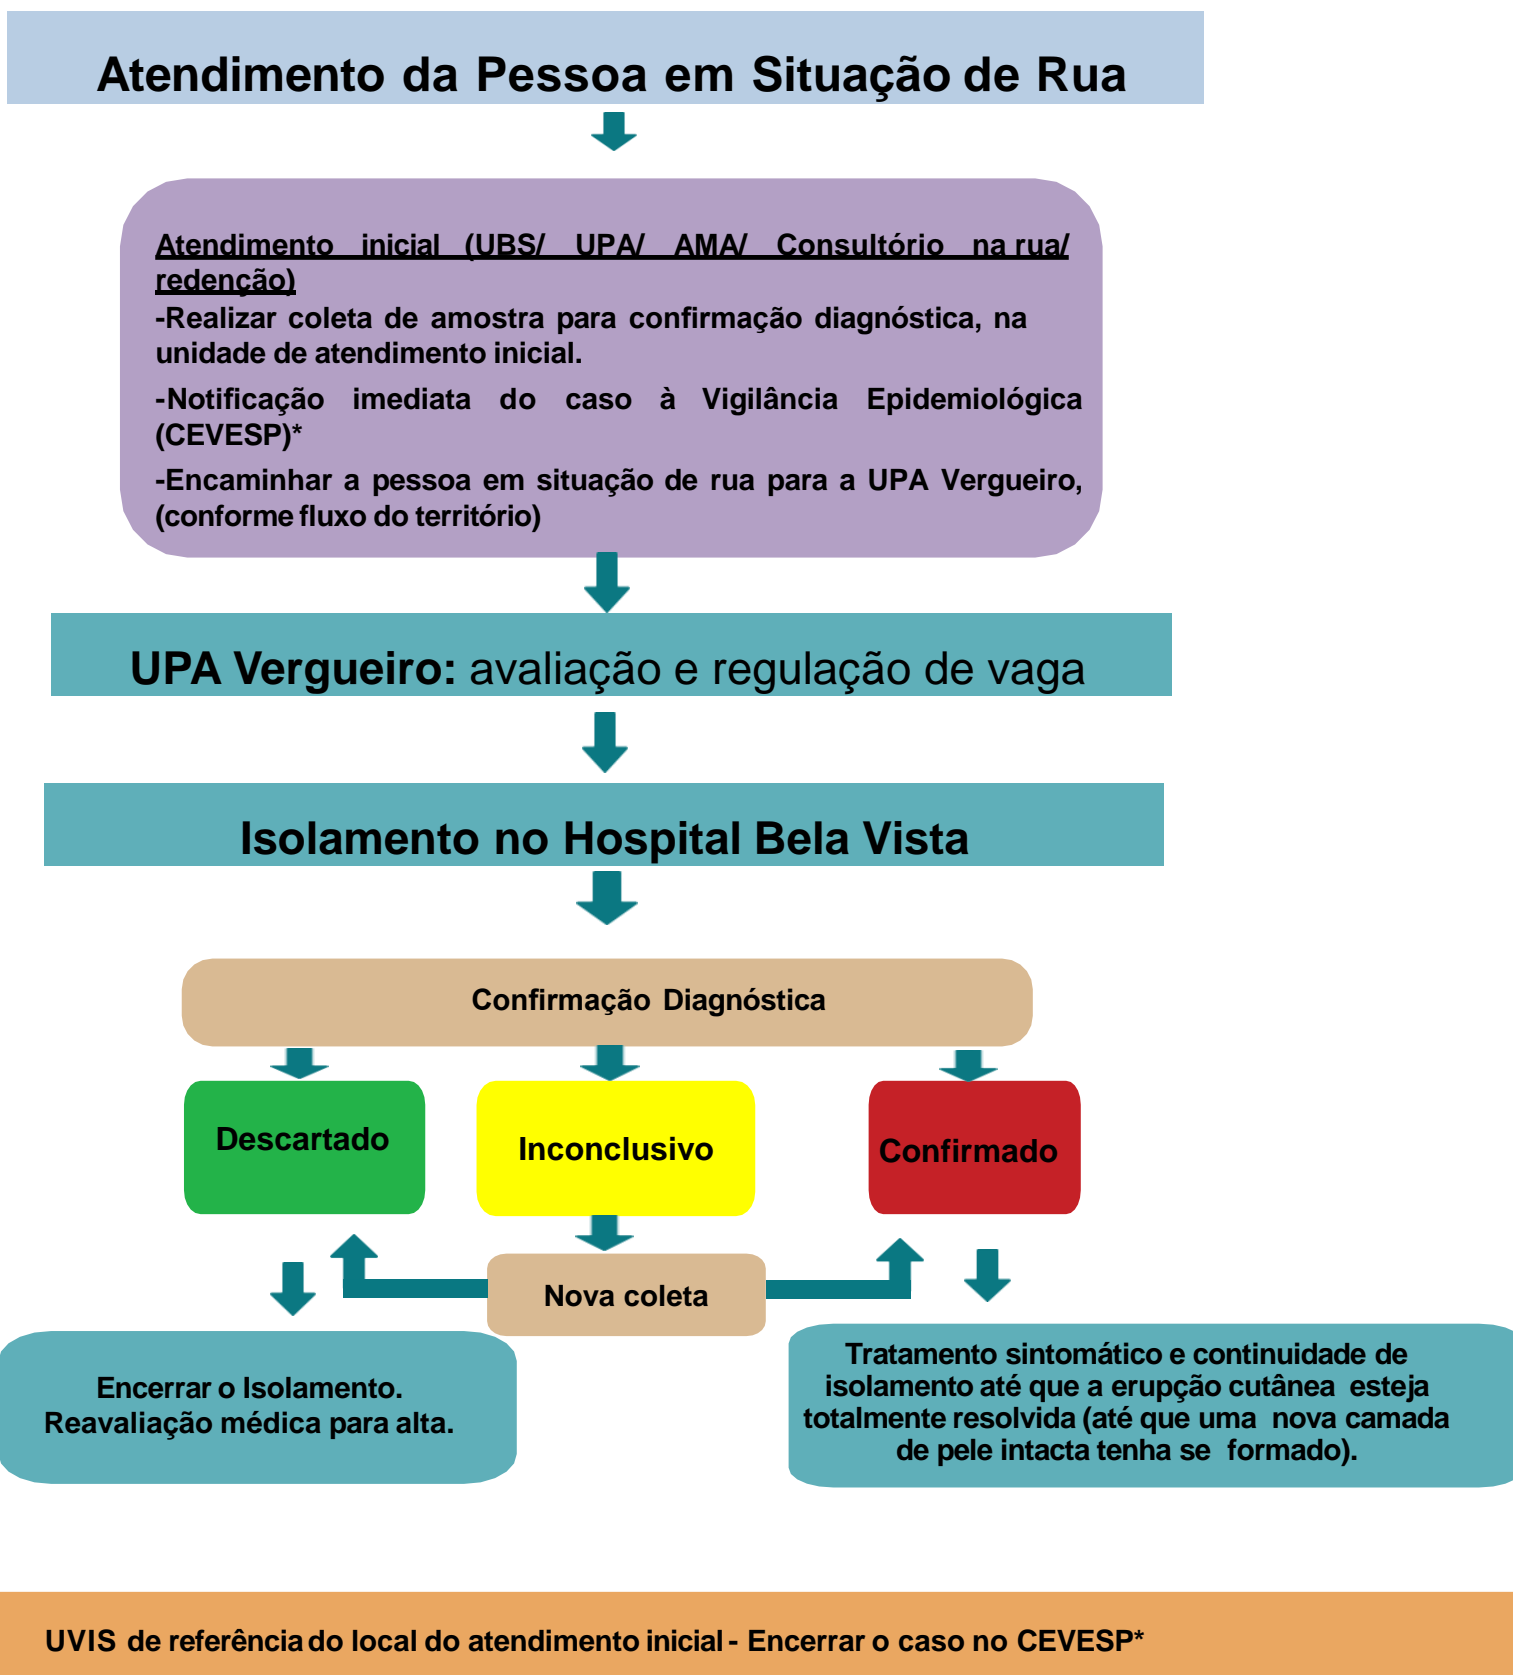 Atendimento da Pessoa em Situação de Rua
Atendimento inicial (UBS/ UPA/ AMA/ Consultório na rua/
redenção)
-Realizar coleta de amostra para confirmação diagnóstica, na
unidade de atendimento inicial.
-Notificação imediata do caso à Vigilância Epidemiológica
(CEVESP)*
-Encaminhar a pessoa em situação de rua para a UPA Vergueiro,
(conforme fluxo do território)
UPA Vergueiro: avaliação e regulação de vaga
Isolamento no Hospital Bela Vista
Confirmação Diagnóstica
Descartado
Inconclusivo
Confirmado
Nova coleta
Encerrar o Isolamento.
Reavaliação médica para alta.
Tratamento sintomático e continuidade de
isolamento até que a erupção cutânea esteja
totalmente resolvida (até que uma nova camada
de pele intacta tenha se formado).
UVIS de referência do local do atendimento inicial - Encerrar o caso no CEVESP*